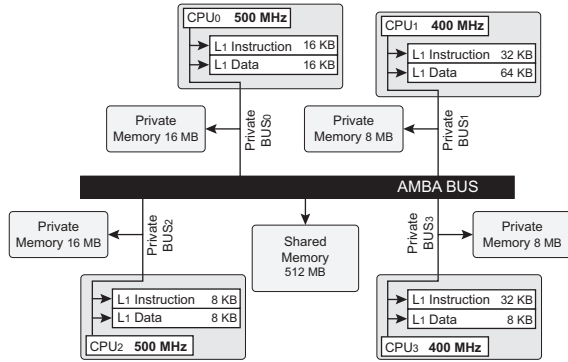 CPU0 500 MHz
L1 Instruction 16 KB
L1 Data 16 KB
CPU1 400 MHz
L1 Instruction 32 KB
L1 Data 64 KB
Private
Memory 16 MB
Private
BUS0
Private
Memory 8 MB
Private
BUS1
AMBA BUS
Private
Memory 16 MB
Private
BUS2
Shared
Memory
512 MB
Private
BUS3
Private
Memory 8 MB
L1 Instruction 8 KB
L1 Data 8 KB
CPU2 500 MHz
L1 Instruction 32 KB
L1 Data 8 KB
CPU3 400 MHz